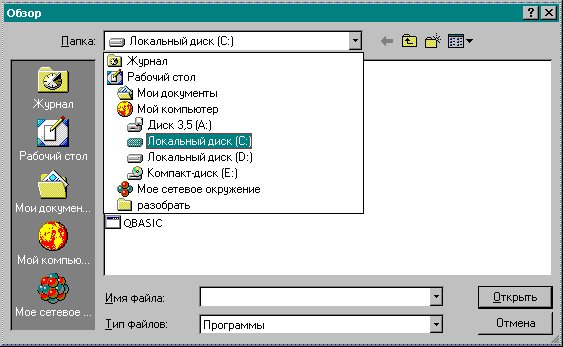 Обзор
Папка: Локальный диск (C:)
Журнал
Рабочий стол
Мои документы
Мой компьютер
Диск 3,5 (A:)
Локальный диск (C:)
Локальный диск (D:)
Компакт-диск (E:)
Мое сетевое окружение
разобрать
QBASIC
Журнал
Рабочий стол
Мои докумен...
Мой компью...
Мое сетевое ...
Имя файла:
Открыть
Тип файлов: Программы
Отмена